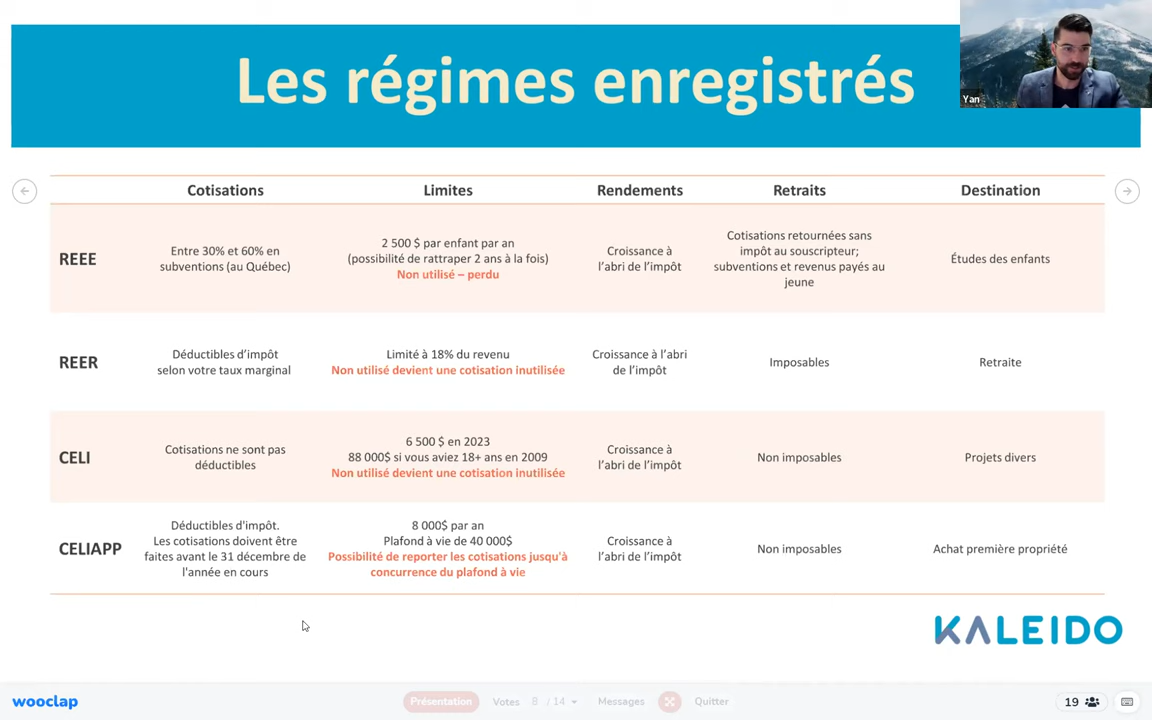 Les régimes enregistrés
Yan
Cotisations
Limites
Rendements
Retraits
Destination
REEE
Entre 30% et 60% en
subventions (au Québec)
2 500 $ par enfant par an
(possibilité de rattraper 2 ans à la fois)
Non utilisé – perdu
Croissance à
l'abri de l'impôt
Cotisations retournées sans
impôt au souscripteur;
subventions et revenus payés au
jeune
Études des enfants
REER
Déductibles d'impôt
selon votre taux marginal
Limité à 18% du revenu
Non utilisé devient une cotisation inutilisée
Croissance à l'abri
de l'impôt
Imposables
Retraite
CELI
Cotisations ne sont pas
déductibles
6 500 $ en 2023
88 000$ si vous aviez 18+ ans en 2009
Non utilisé devient une cotisation inutilisée
Croissance à
l'abri de l'impôt
Non imposables
Projets divers
CELIAPP
Déductibles d'impôt.
Les cotisations doivent être
faites avant le 31 décembre de
l'année en cours
8 000$ par an
Plafond à vie de 40 000$
Possibilité de reporter les cotisations jusqu'à
concurrence du plafond à vie
Croissance à
l'abri de l'impôt
Non imposables
Achat première propriété
KALEIDO
wooclap
Présentation
Votes
8 / 14
Messages
Quitter
19